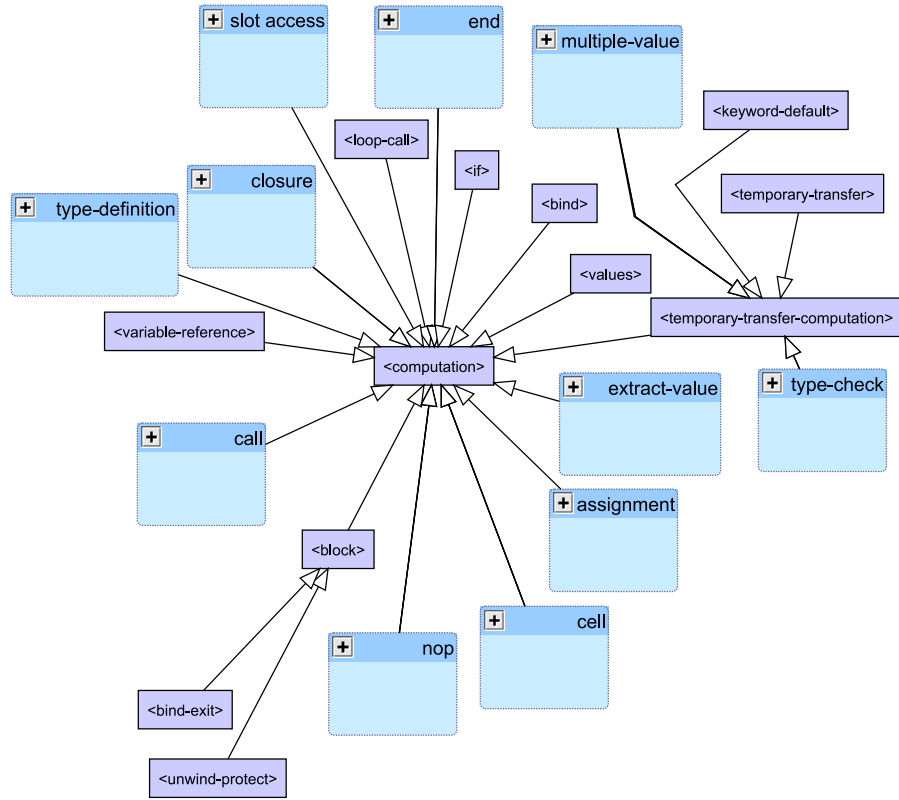 slot access
end
multiple-value
<keyword-default>
<loop-call>
<if>
closure
<temporary-transfer>
type-definition
<bind>
<values>
<variable-reference>
<temporary-transfer-computation>
<computation>
extract-value
type-check
call
assignment
<block>
cell
nop
<bind-exit>
<unwind-protect>